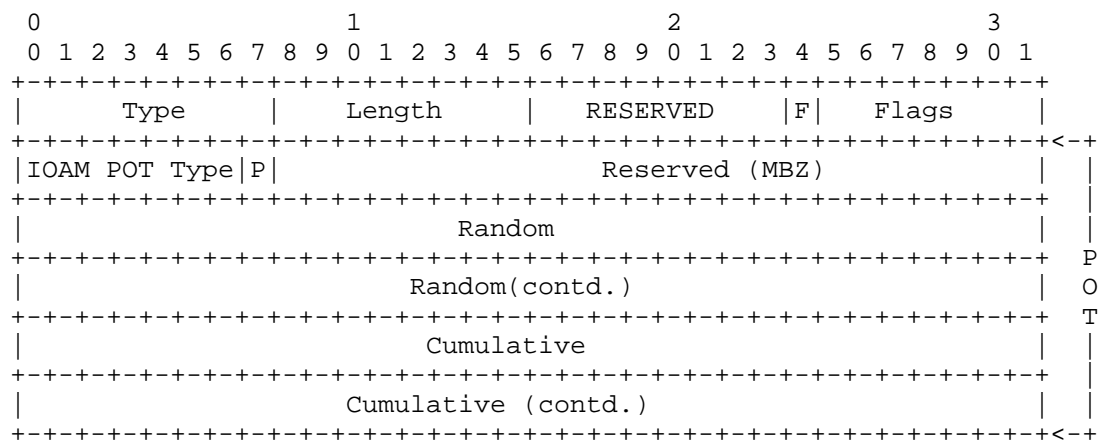 0                   1                   2                   3
 0 1 2 3 4 5 6 7 8 9 0 1 2 3 4 5 6 7 8 9 0 1 2 3 4 5 6 7 8 9 0 1
+-+-+-+-+-+-+-+-+-+-+-+-+-+-+-+-+-+-+-+-+-+-+-+-+-+-+-+-+-+-+-+-+
|      Type     |    Length     |   RESERVED    |F|   Flags     |
+-+-+-+-+-+-+-+-+-+-+-+-+-+-+-+-+-+-+-+-+-+-+-+-+-+-+-+-+-+-+-+-+<-+
|IOAM POT Type|P|                    Reserved (MBZ)             |  |
+-+-+-+-+-+-+-+-+-+-+-+-+-+-+-+-+-+-+-+-+-+-+-+-+-+-+-+-+-+-+-+-+  |
|                           Random                              |  |
+-+-+-+-+-+-+-+-+-+-+-+-+-+-+-+-+-+-+-+-+-+-+-+-+-+-+-+-+-+-+-+-+  P
|                        Random(contd.)                         |  O
+-+-+-+-+-+-+-+-+-+-+-+-+-+-+-+-+-+-+-+-+-+-+-+-+-+-+-+-+-+-+-+-+  T
|                         Cumulative                            |  |
+-+-+-+-+-+-+-+-+-+-+-+-+-+-+-+-+-+-+-+-+-+-+-+-+-+-+-+-+-+-+-+-+  |
|                    Cumulative (contd.)                        |  |
+-+-+-+-+-+-+-+-+-+-+-+-+-+-+-+-+-+-+-+-+-+-+-+-+-+-+-+-+-+-+-+-+<-+